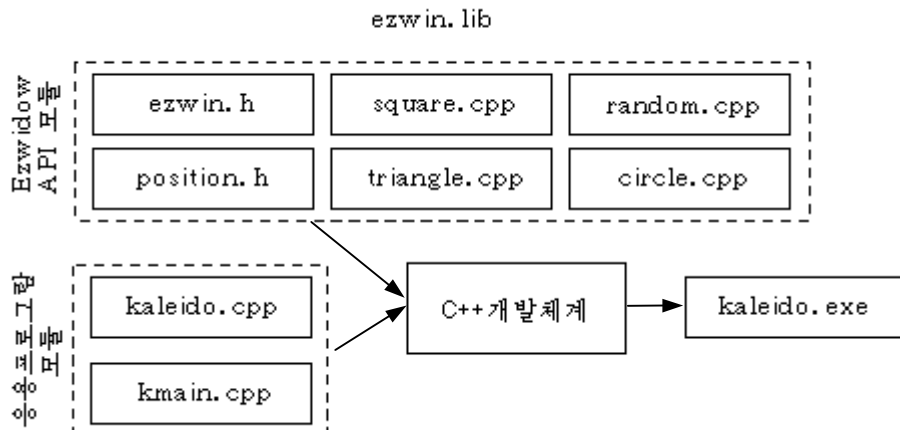 ezwin.lib
Ezwidow
API 모듈
ezwin.h
square.cpp
random.cpp
position.h
triangle.cpp
circle.cpp
응용프로그람
모듈
kaleido.cpp
kmain.cpp
C++개발체계
kaleido.exe